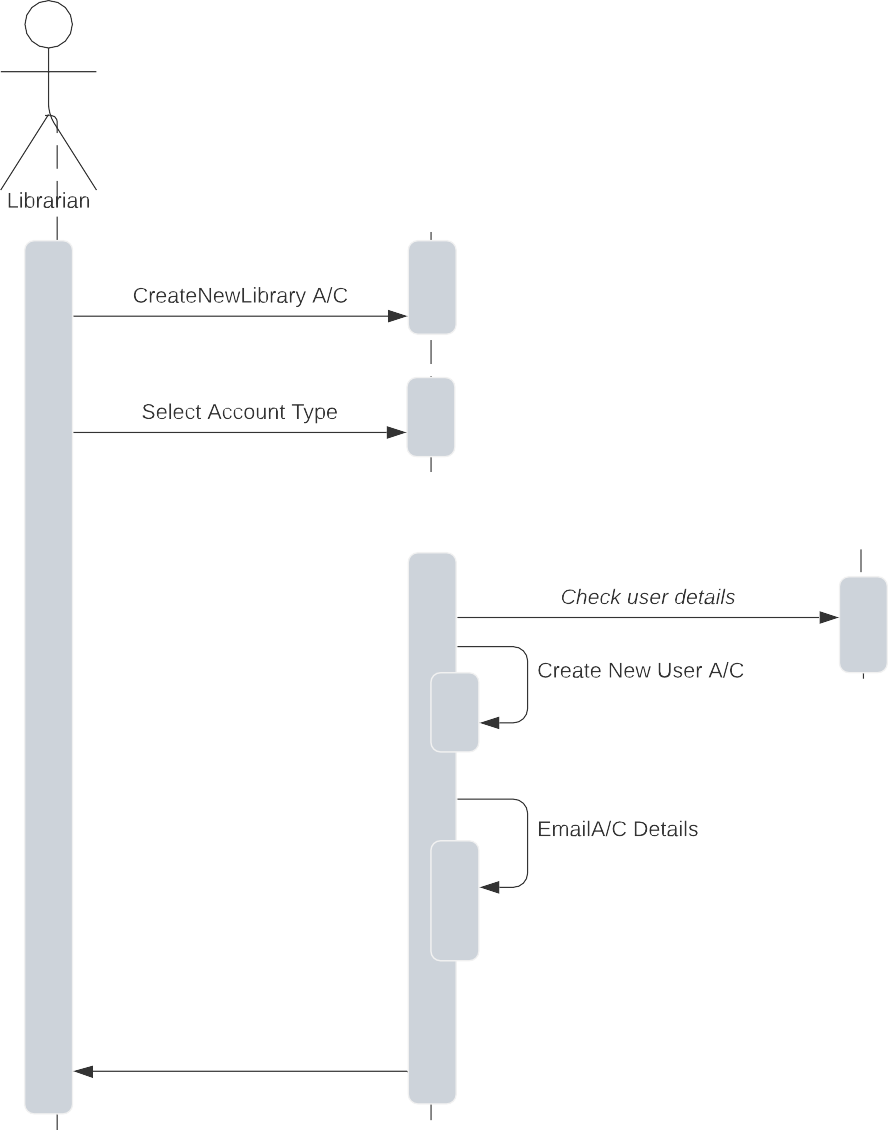 Librarian
CreateNewLibrary A/C
Select Account Type
Check user details
Create New User A/C
EmailA/C Details